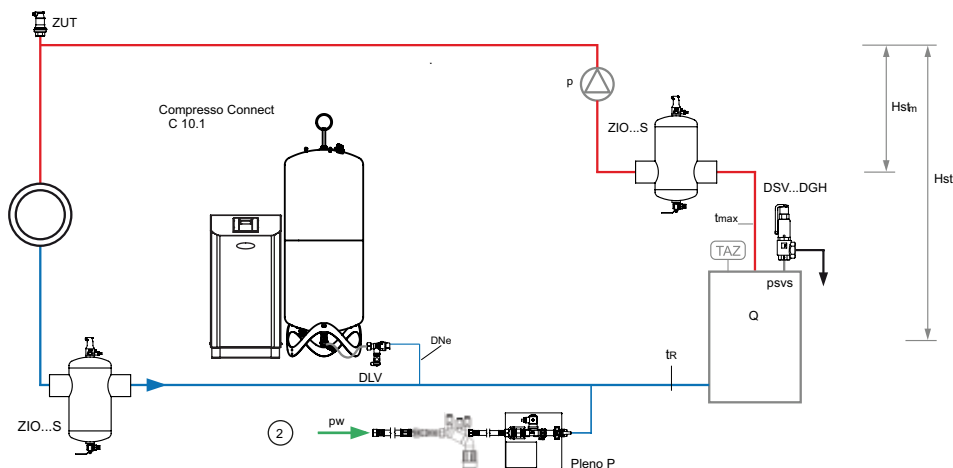 ZUT
Compresso Connect
C 10.1
p
ZIO...S
Hstm
Hst
DSV...DGH
tmax
TAZ
psvs
Q
DNe
tR
DLV
ZIO...S
2
pw
Pleno P